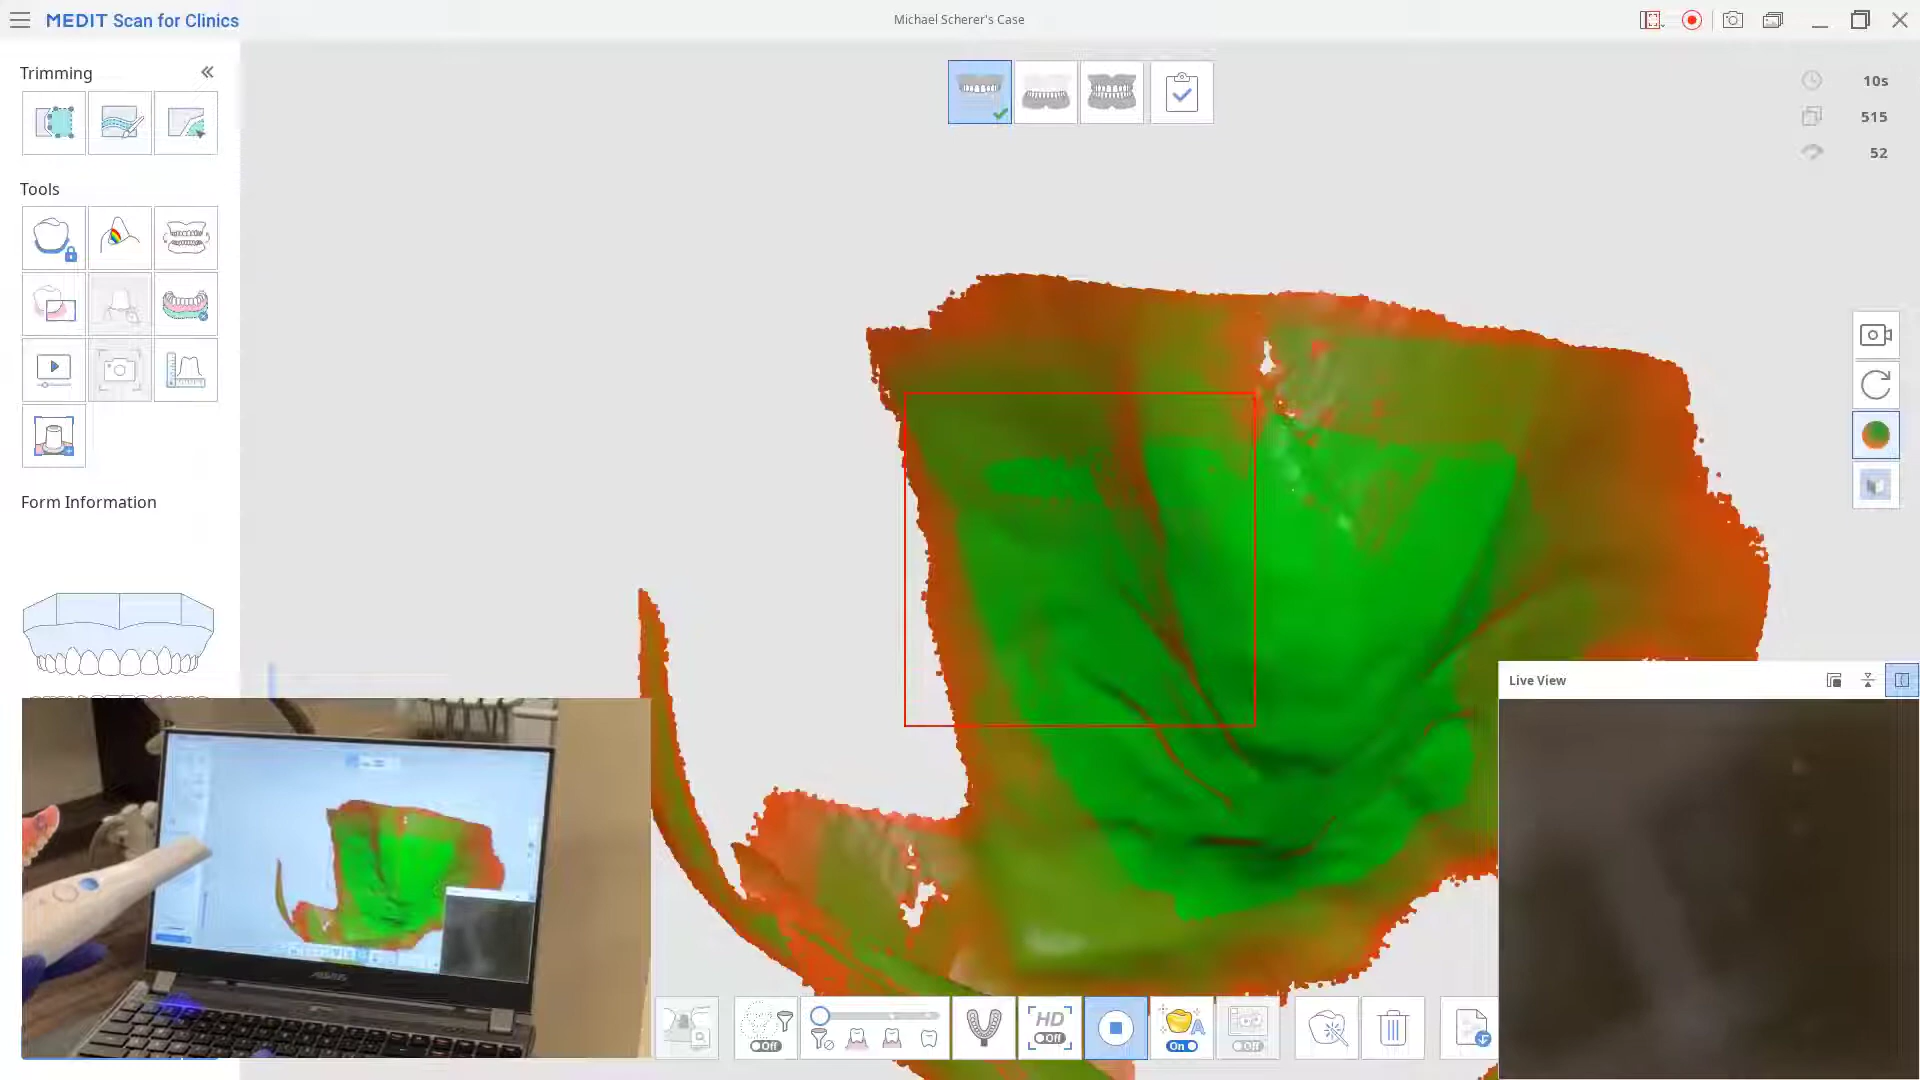 MEDIT Scan for Clinics
Michael Scherer's Case
Trimming
10s
515
52
Tools
Form Information
Live View
Off
HD
Off
A
On
Off
ASUS